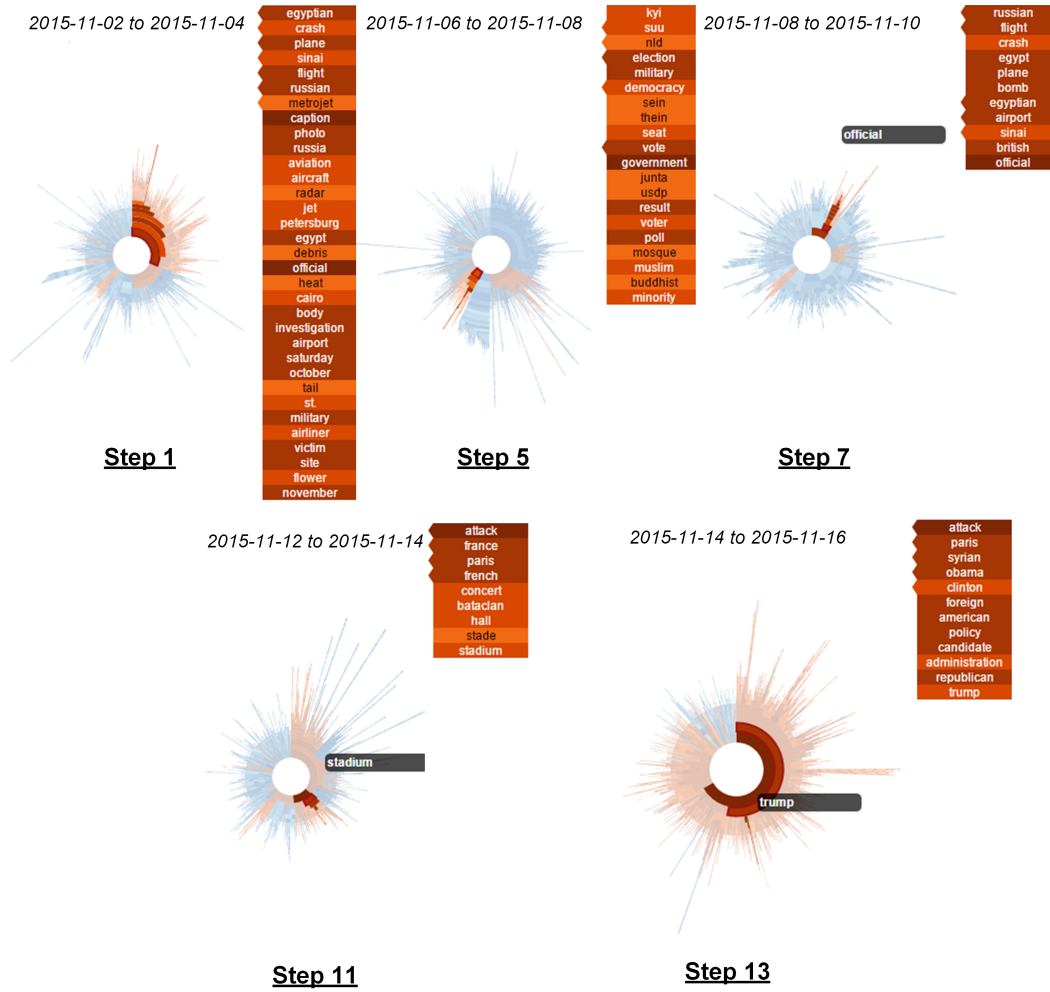 2015-11-02 to 2015-11-04
egyptian
crash
plane
sinai
flight
russian
metrojet
caption
photo
russia
aviation
aircraft
radar
jet
petersburg
egypt
debris
official
heat
cairo
body
investigation
airport
saturday
october
tail
st.
military
airliner
victim
site
flower
november
Step 1
2015-11-06 to 2015-11-08
kyi
suu
nld
election
military
democracy
sein
thein
seat
vote
government
junta
usdp
result
voter
poll
mosque
muslim
buddhist
minority
Step 5
2015-11-08 to 2015-11-10
official
russian
flight
crash
egypt
plane
bomb
egyptian
airport
sinai
british
official
Step 7
2015-11-12 to 2015-11-14
attack
france
paris
french
concert
bataclan
hall
stade
stadium
stadium
Step 11
2015-11-14 to 2015-11-16
attack
paris
syrian
obama
clinton
foreign
american
policy
candidate
administration
republican
trump
trump
Step 13